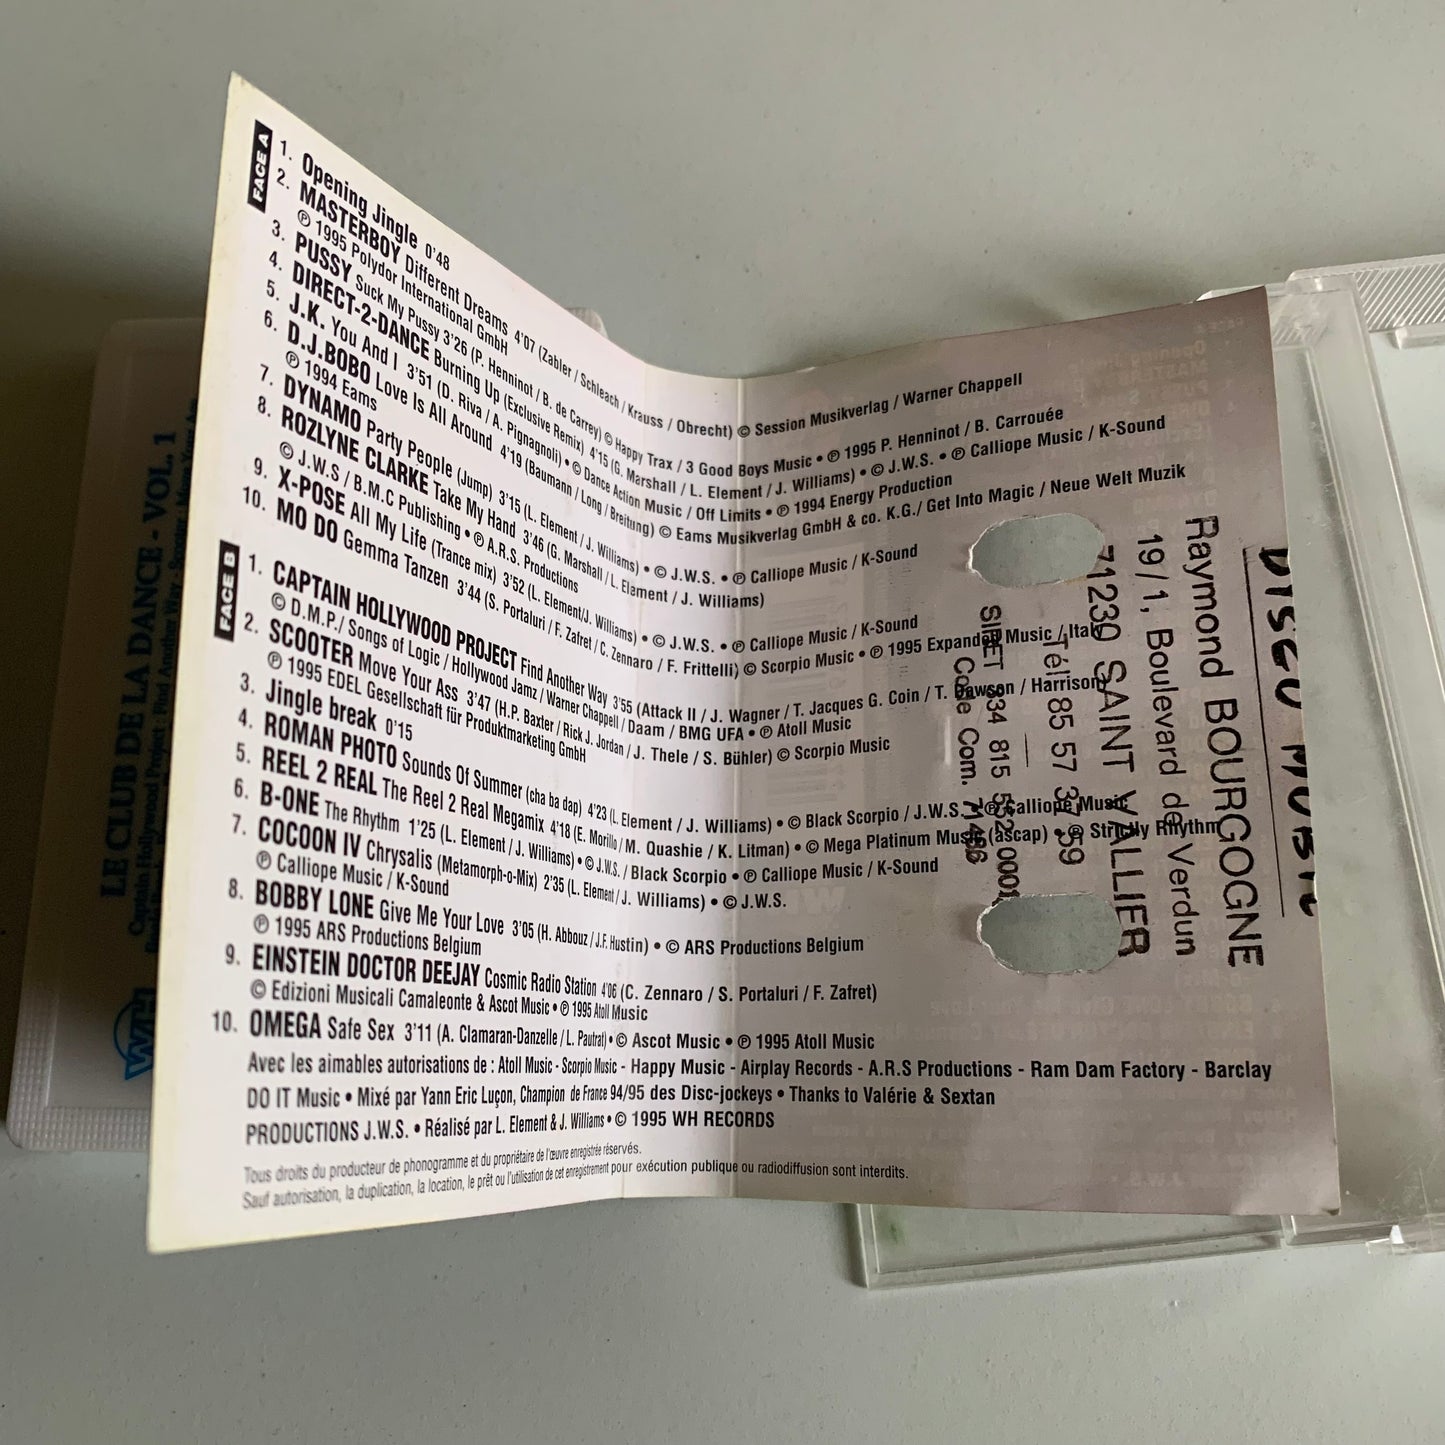 FACE A
1. Opening Jingle 0'48
2. MASTERBOY Different Dreams 4'07 (Zabler / Schleach / Krauss / Obrecht) © Session Musikverlag / Warner Chappell
℗ 1995 Polydor International GmbH
3. PUSSY Suck My Pussy 3'26 (P. Henninot / B. de Carrey) © Happy Trax / 3 Good Boys Music • ℗ 1995 P. Henninot / B. Carrouée
4. DIRECT-2-DANCE Burning Up (Exclusive Remix) 4'15 (G. Marshall / L. Element / J. Williams) • © J.W.S. • ℗ Calliope Music / K-Sound
5. J.K. You And I 3'51 (D. Riva / A. Pignagnoli) • © Dance Action Music / Off Limits • ℗ 1994 Energy Production
6. D.J.BOBO Love Is All Around 4'19 (Baumann / Long / Breitung) © Eams Musikverlag GmbH & co. K.G./ Get Into Magic / Neue Welt Muzik
℗ 1994 Eams
7. DYNAMO Party People (Jump) 3'15 (L. Element / J. Williams) • © J.W.S. • ℗ Calliope Music / K-Sound
8. ROZLYNE CLARKE Take My Hand 3'46 (G. Marshall / L. Element / J. Williams)
© J.W.S / B.M.C Publishing • ℗ A.R.S. Productions
9. X-POSE All My Life (Trance mix) 3'52 (L. Element/J. Williams) • © J.W.S. • ℗ Calliope Music / K-Sound
10. MO DO Gemma Tanzen 3'44 (S. Portaluri / F. Zafret / C. Zennaro / F. Frittelli) © Scorpio Music • ℗ 1995 Expanded Music / Italy
FACE B
1. CAPTAIN HOLLYWOOD PROJECT Find Another Way 3'55 (Attack II / J. Wagner / T. Jacques G. Coin / T. Dawson / Harrison)
© D.M.P./ Songs of Logic / Hollywood Jamz / Warner Chappell / Daam / BMG UFA • ℗ Atoll Music
2. SCOOTER Move Your Ass 3'47 (H.P. Baxter / Rick J. Jordan / J. Thele / S. Bühler) © Scorpio Music
℗ 1995 EDEL Gesellschaft für Produktmarketing GmbH
3. Jingle break 0'15
4. ROMAN PHOTO Sounds Of Summer (cha ba dap) 4'23 (L. Element / J. Williams) • © Black Scorpio / J.W.S. • ℗ Calliope Music
5. REEL 2 REAL The Reel 2 Real Megamix 4'18 (E. Morillo / M. Quashie / K. Litman) • © Mega Platinum Music (ascap) • ℗ Strictly Rhythm
6. B-ONE The Rhythm 1'25 (L. Element / J. Williams) • © J.W.S. / Black Scorpio • ℗ Calliope Music / K-Sound
7. COCOON IV Chrysalis (Metamorph-o-Mix) 2'35 (L. Element / J. Williams) • © J.W.S.
℗ Calliope Music / K-Sound
8. BOBBY LONE Give Me Your Love 3'05 (H. Abbouz / J.F. Hustin) • © ARS Productions Belgium
℗ 1995 ARS Productions Belgium
9. EINSTEIN DOCTOR DEEJAY Cosmic Radio Station 4'06 (C. Zennaro / S. Portaluri / F. Zafret)
© Edizioni Musicali Camaleonte & Ascot Music • ℗ 1995 Atoll Music
10. OMEGA Safe Sex 3'11 (A. Clamaran-Danzelle / L. Pautrat) • © Ascot Music • ℗ 1995 Atoll Music
Avec les aimables autorisations de : Atoll Music - Scorpio Music - Happy Music - Airplay Records - A.R.S Productions - Ram Dam Factory - Barclay
DO IT Music • Mixé par Yann Eric Luçon, Champion de France 94/95 des Disc-jockeys • Thanks to Valérie & Sextan
PRODUCTIONS J.W.S. • Réalisé par L. Element & J. Williams • © 1995 WH RECORDS
Tous droits du producteur de phonogramme et du propriétaire de l'œuvre enregistrée réservés.
Sauf autorisation, la duplication, la location, le prêt ou l'utilisation de cet enregistrement pour exécution publique ou radiodiffusion sont interdits.
DISCO MOBIL
Raymond BOURGOGNE
19/1, Boulevard de Verdun
71230 SAINT VALLIER
Tél 85 57 37 59
SIRET 334 815 532 0001
Code Com. 71486
LE CLUB DE LA DANCE - VOL. 1
Captain Hollywood Project : Find Another Way - Scooter : Move Your Ass
WH